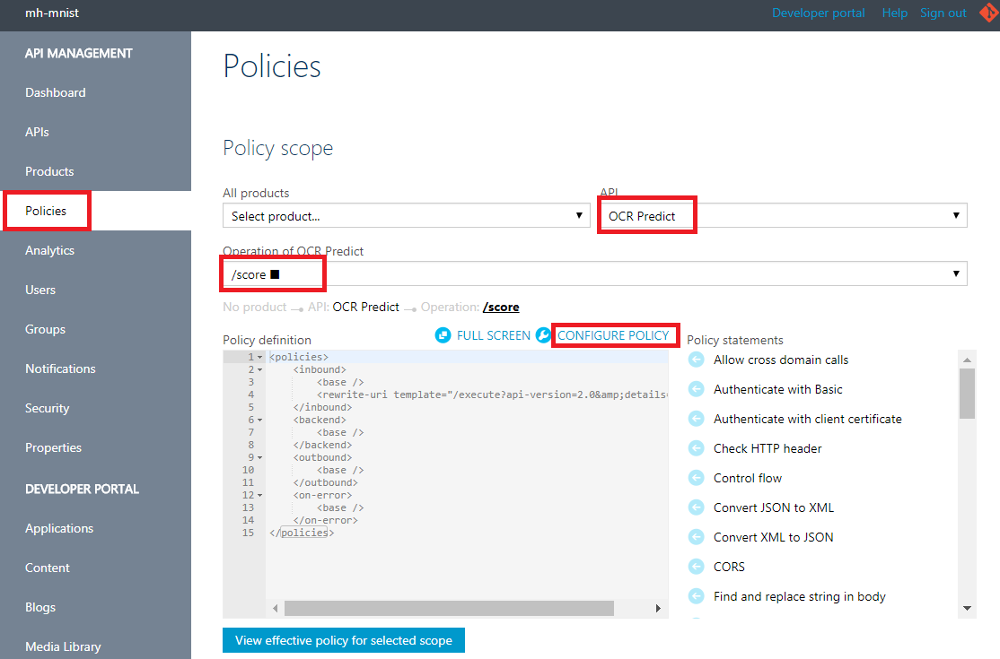 mh-mnist
Developer portal Help Sign out
API MANAGEMENT
Dashboard
APIs
Products
Policies
Analytics
Users
Groups
Notifications
Security
Properties
DEVELOPER PORTAL
Applications
Content
Blogs
Media Library
Policies
Policy scope
All products
API
Select product...
OCR Predict
Operation of OCR Predict
/score
No product API: OCR Predict Operation: /score
Policy definition
FULL SCREEN
CONFIGURE POLICY
1 <policies>
2 <inbound>
3 <base />
4 <rewrite-uri template="/execute?api-version=2.0&amp;details=
5 </inbound>
6 <backend>
7 <base />
8 </backend>
9 <outbound>
10 <base />
11 </outbound>
12 <on-error>
13 <base />
14 </on-error>
15 </policies>
View effective policy for selected scope
Policy statements
Allow cross domain calls
Authenticate with Basic
Authenticate with client certificate
Check HTTP header
Control flow
Convert JSON to XML
Convert XML to JSON
CORS
Find and replace string in body